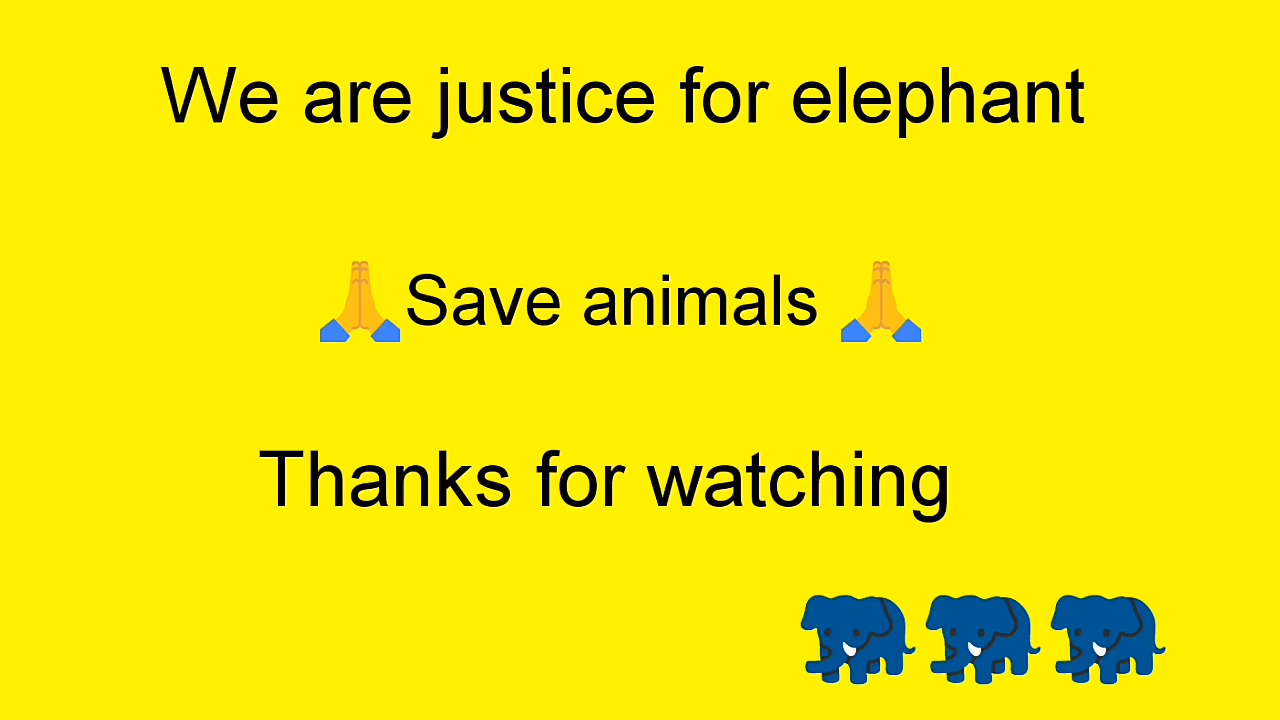 We are justice for elephant
🙏Save animals 🙏
Thanks for watching
🐘🐘🐘